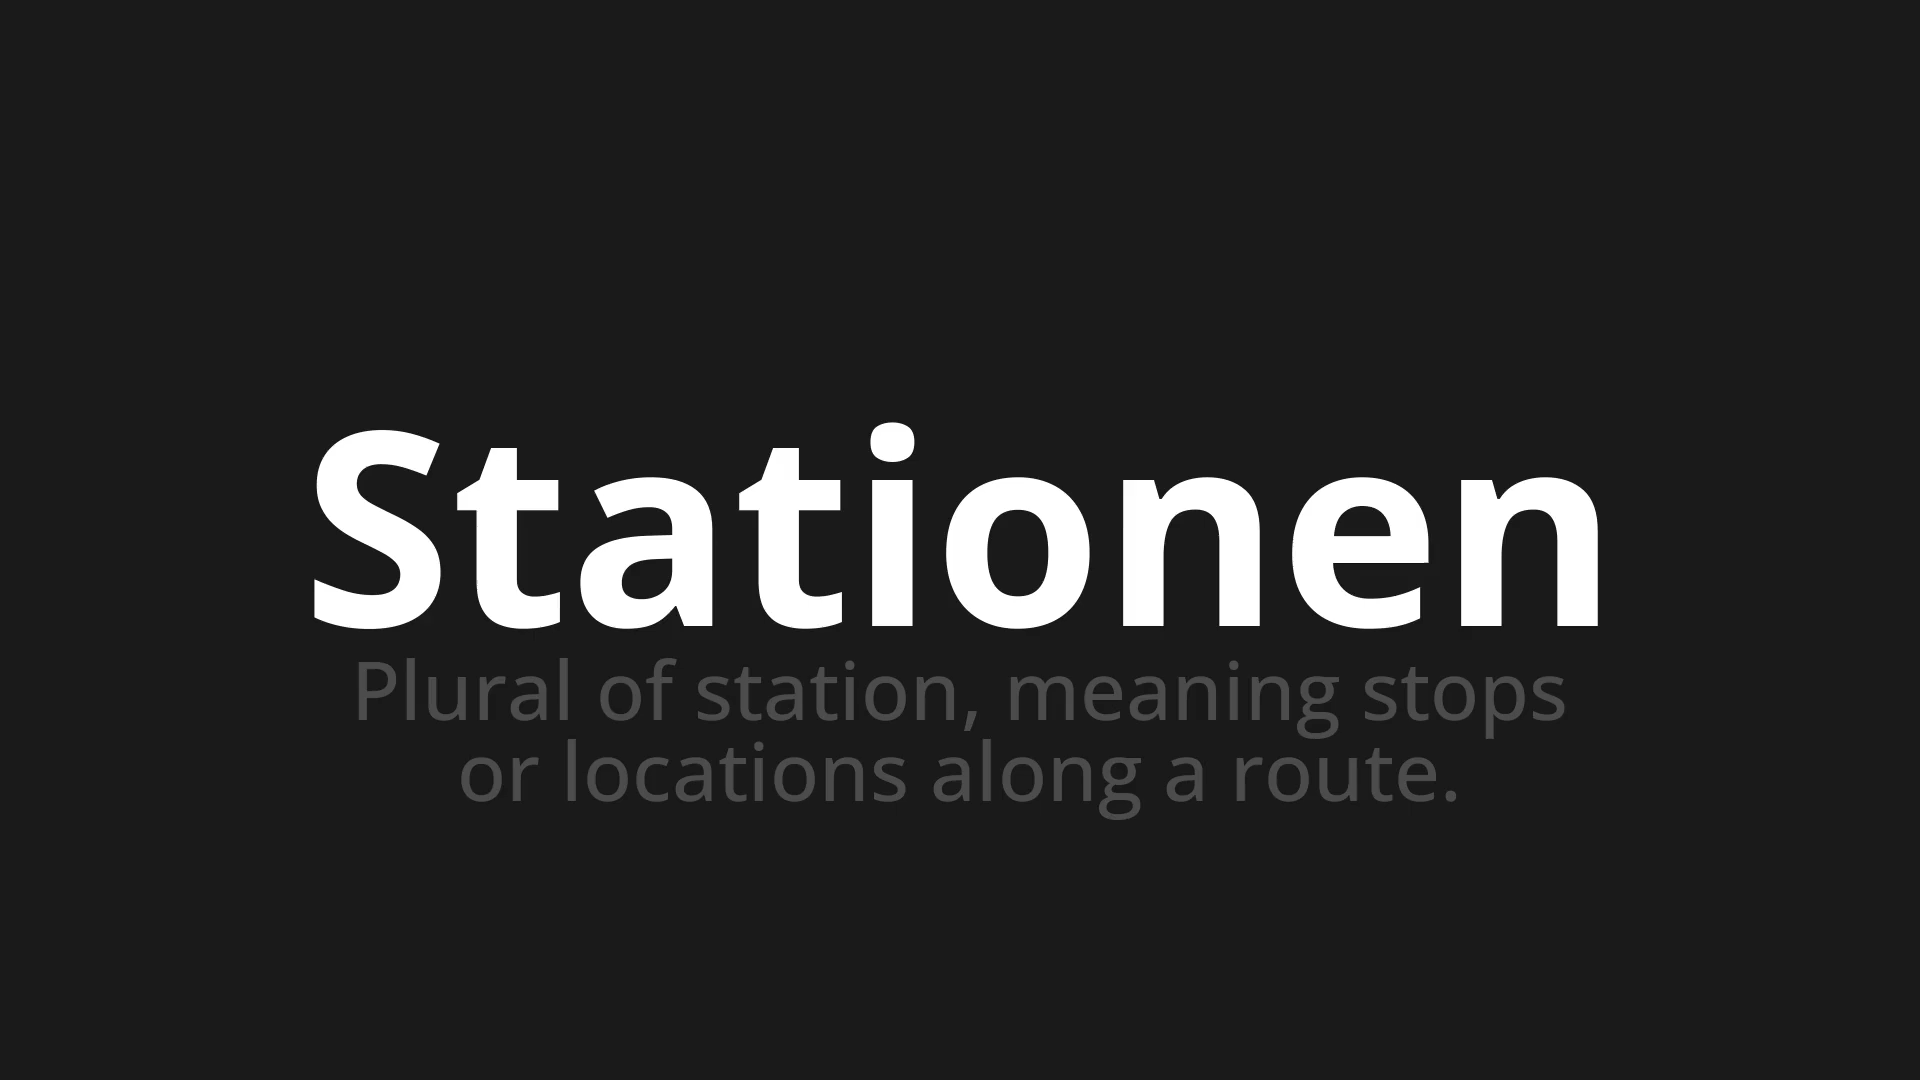 Stationen
Plural of station, meaning stops
or locations along a route.